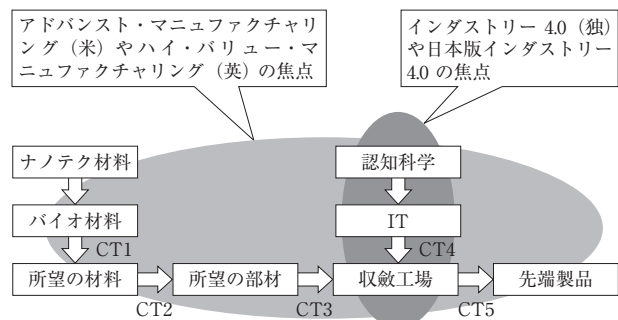 アドバンスト・マニュファクチャリ
ング（米）やハイ・バリュー・マ
ニュファクチャリング（英）の焦点
インダストリー 4.0（独）
や日本版インダストリー
4.0 の焦点
ナノテク材料
認知科学
バイオ材料
IT
CT1
CT4
所望の材料
所望の部材
収斂工場
先端製品
CT2
CT3
CT5